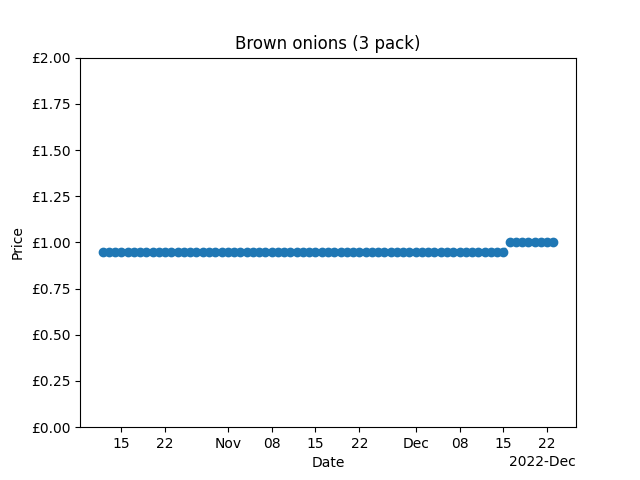 Brown onions (3 pack)
£2.00
£1.75
£1.50
£1.25
£1.00
£0.75
£0.50
£0.25
£0.00
Price
15 22 Nov 08 15 22 Dec 08 15 22
Date
2022-Dec